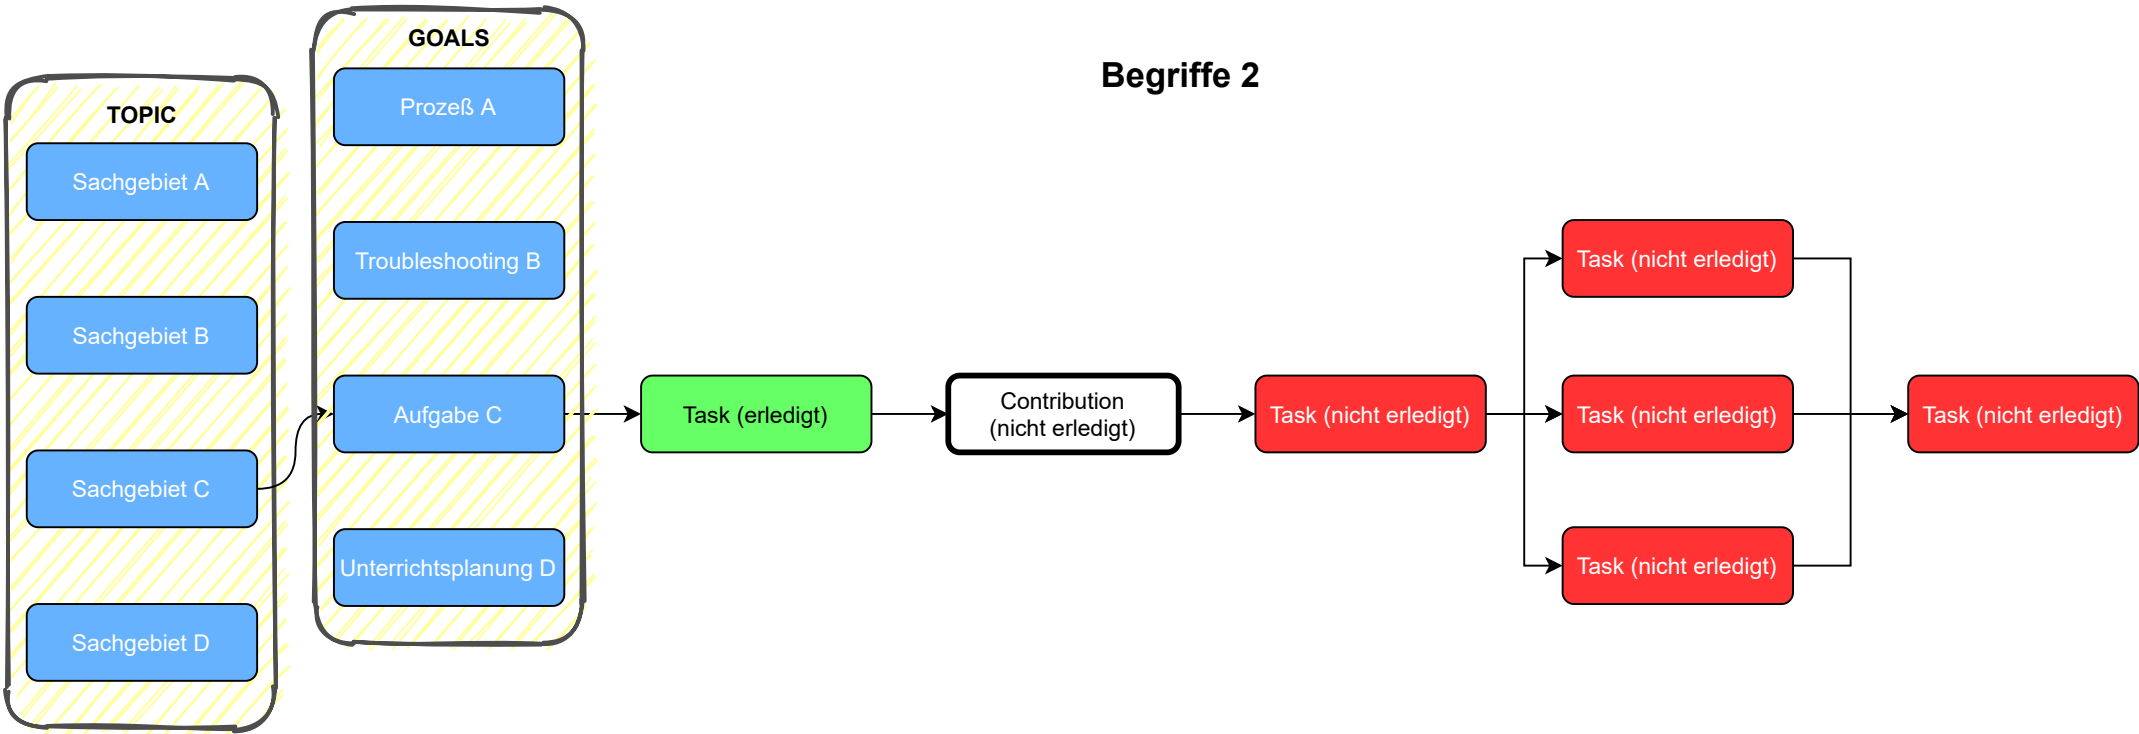 Begriffe 2
TOPIC
Sachgebiet A
Sachgebiet B
Sachgebiet C
Sachgebiet D
GOALS
Prozeß A
Troubleshooting B
Aufgabe C
Unterrichtsplanung D
Task (erledigt)
Contribution
(nicht erledigt)
Task (nicht erledigt)
Task (nicht erledigt)
Task (nicht erledigt)
Task (nicht erledigt)
Task (nicht erledigt)